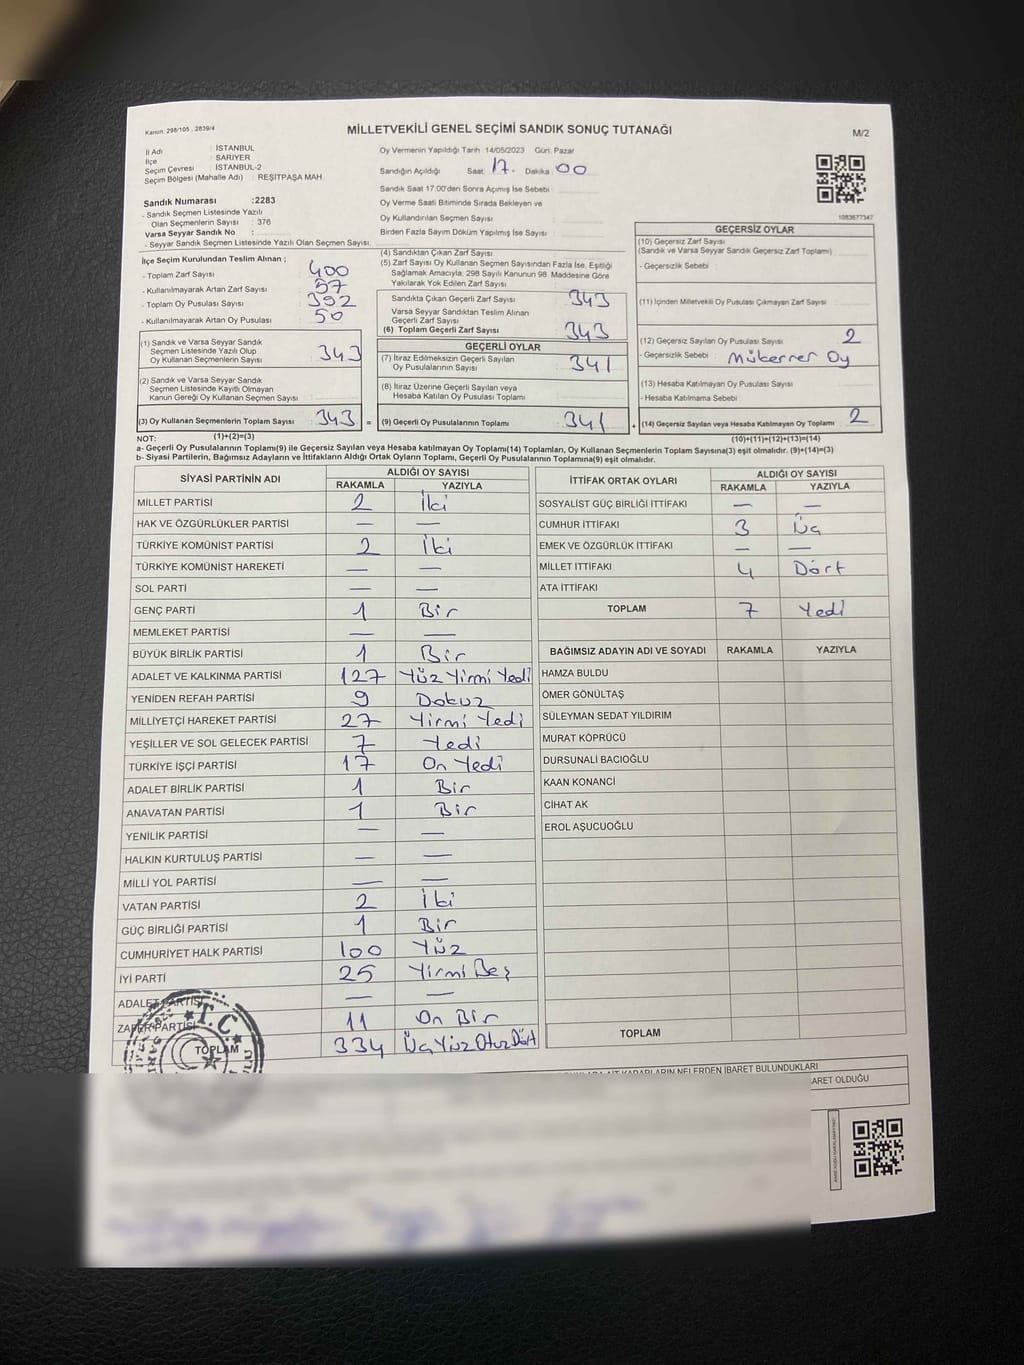 Kanun: 298/105 , 2839/4
MİLLETVEKİLİ GENEL SEÇİMİ SANDIK SONUÇ TUTANAĞI
M/2
İl Adı : İSTANBUL
İlçe : SARIYER
Seçim Çevresi : İSTANBUL-2
Seçim Bölgesi (Mahalle Adı) : REŞİTPAŞA MAH.
Oy Vermenin Yapıldığı Tarih 14/05/2023 Gün: Pazar
Sandığın Açıldığı Saat 17 Dakika 00
Sandık Saat 17:00'den Sonra Açılmış İse Sebebi :
Oy Verme Saati Bitiminde Sırada Bekleyen ve
Oy Kullandırılan Seçmen Sayısı :
Birden Fazla Sayım Döküm Yapılmış İse Sayısı :
1083677347
Sandık Numarası :2283
- Sandık Seçmen Listesinde Yazılı
Olan Seçmenlerin Sayısı : 376
Varsa Seyyar Sandık No :
- Seyyar Sandık Seçmen Listesinde Yazılı Olan Seçmen Sayısı:
İlçe Seçim Kurulundan Teslim Alınan ;
- Toplam Zarf Sayısı : 400
- Kullanılmayarak Artan Zarf Sayısı : 57
- Toplam Oy Pusulası Sayısı : 392
- Kullanılmayarak Artan Oy Pusulası : 50
(4) Sandıktan Çıkan Zarf Sayısı :
(5) Zarf Sayısı Oy Kullanan Seçmen Sayısından Fazla İse, Eşitliği
Sağlamak Amacıyla; 298 Sayılı Kanunun 98. Maddesine Göre
Yakılarak Yok Edilen Zarf Sayısı :
Sandıkta Çıkan Geçerli Zarf Sayısı : 343
Varsa Seyyar Sandıktan Teslim Alınan
Geçerli Zarf Sayısı :
(6) Toplam Geçerli Zarf Sayısı : 343
GEÇERSİZ OYLAR
(10) Geçersiz Zarf Sayısı
(Sandık ve Varsa Seyyar Sandık Geçersiz Zarf Toplamı) :
- Geçersizlik Sebebi :
(11) İçinden Milletvekili Oy Pusulası Çıkmayan Zarf Sayısı :
(12) Geçersiz Sayılan Oy Pusulası Sayısı : 2
- Geçersizlik Sebebi : Mükerrer Oy
(13) Hesaba Katılmayan Oy Pusulası Sayısı :
- Hesaba Katılmama Sebebi :
(14) Geçersiz Sayılan veya Hesaba Katılmayan Oy Toplamı : 2
(1) Sandık ve Varsa Seyyar Sandık
Seçmen Listesinde Yazılı Olup
Oy Kullanan Seçmenlerin Sayısı : 343
(2) Sandık ve Varsa Seyyar Sandık
Seçmen Listesinde Kayıtlı Olmayan
Kanun Gereği Oy Kullanan Seçmen Sayısı :
(3) Oy Kullanan Seçmenlerin Toplam Sayısı : 343 =
GEÇERLİ OYLAR
(7) İtiraz Edilmeksizin Geçerli Sayılan
Oy Pusulalarının Sayısı : 341
(8) İtiraz Üzerine Geçerli Sayılan veya
Hesaba Katılan Oy Pusulası Toplamı :
(9) Geçerli Oy Pusulalarının Toplamı : 341 +
NOT: (1)+(2)=(3) (10)+(11)+(12)+(13)=(14)
a- Geçerli Oy Pusulalarının Toplamı(9) ile Geçersiz Sayılan veya Hesaba katılmayan Oy Toplamı(14) Toplamları, Oy Kullanan Seçmenlerin Toplam Sayısına(3) eşit olmalıdır. (9)+(14)=(3)
b- Siyasi Partilerin, Bağımsız Adayların ve İttifakların Aldığı Ortak Oyların Toplamı, Geçerli Oy Pusulalarının Toplamına(9) eşit olmalıdır.
SİYASİ PARTİNİN ADI ALDIĞI OY SAYISI
RAKAMLA YAZIYLA
MİLLET PARTİSİ 2 İki
HAK VE ÖZGÜRLÜKLER PARTİSİ — —
TÜRKİYE KOMÜNİST PARTİSİ 2 İki
TÜRKİYE KOMÜNİST HAREKETİ — —
SOL PARTİ — —
GENÇ PARTİ 1 Bir
MEMLEKET PARTİSİ — —
BÜYÜK BİRLİK PARTİSİ 1 Bir
ADALET VE KALKINMA PARTİSİ 127 Yüz Yirmi Yedi
YENİDEN REFAH PARTİSİ 9 Dokuz
MİLLİYETÇİ HAREKET PARTİSİ 27 Yirmi Yedi
YEŞİLLER VE SOL GELECEK PARTİSİ 7 Yedi
TÜRKİYE İŞÇİ PARTİSİ 17 On Yedi
ADALET BİRLİK PARTİSİ 1 Bir
ANAVATAN PARTİSİ 1 Bir
YENİLİK PARTİSİ — —
HALKIN KURTULUŞ PARTİSİ — —
MİLLİ YOL PARTİSİ — —
VATAN PARTİSİ 2 İki
GÜÇ BİRLİĞİ PARTİSİ 1 Bir
CUMHURİYET HALK PARTİSİ 100 Yüz
İYİ PARTİ 25 Yirmi Beş
ADALET PARTİSİ — —
ZAFER PARTİSİ 11 On Bir
TOPLAM 334 Üç Yüz Otuz Dört
T.C
İTTİFAK ORTAK OYLARI ALDIĞI OY SAYISI
RAKAMLA YAZIYLA
SOSYALİST GÜÇ BİRLİĞİ İTTİFAKI — —
CUMHUR İTTİFAKI 3 Üç
EMEK VE ÖZGÜRLÜK İTTİFAKI — —
MİLLET İTTİFAKI 4 Dört
ATA İTTİFAKI
TOPLAM 7 Yedi
BAĞIMSIZ ADAYIN ADI VE SOYADI RAKAMLA YAZIYLA
HAMZA BULDU
ÖMER GÖNÜLTAŞ
SÜLEYMAN SEDAT YILDIRIM
MURAT KÖPRÜCÜ
DURSUNALİ BACIOĞLU
KAAN KONANCİ
CİHAT AK
EROL AŞUCUOĞLU
TOPLAM
KARARLARIN NELERDEN İBARET BULUNDUKLARI
İBARET OLDUĞU